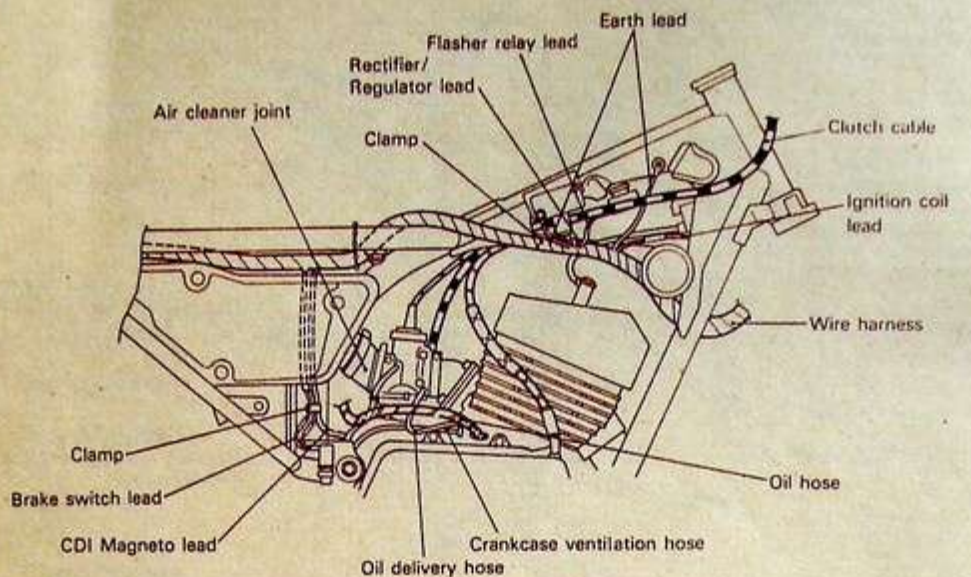 Earth lead
Flasher relay lead
Rectifier/
Regulator lead
Air cleaner joint
Clamp
Clutch cable
Ignition coil
lead
Wire harness
Clamp
Oil hose
Brake switch lead
CDI Magneto lead
Crankcase ventilation hose
Oil delivery hose